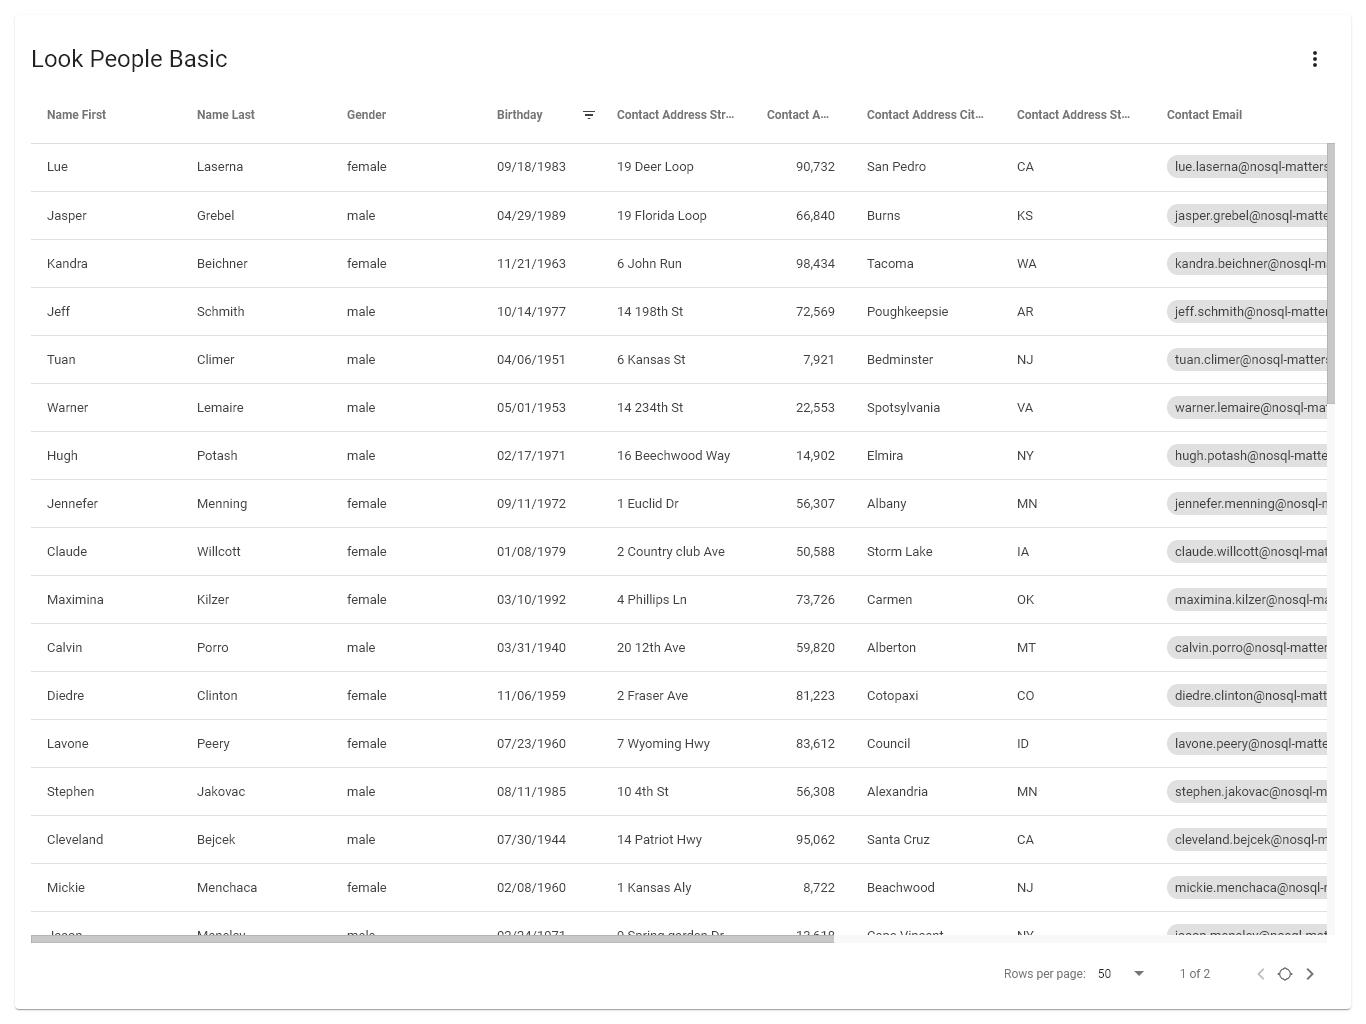 Look People Basic
Name First Name Last Gender Birthday Contact Address Str... Contact A... Contact Address Cit... Contact Address St... Contact Email
Lue Laserna female 09/18/1983 19 Deer Loop 90,732 San Pedro CA lue.laserna@nosql-matters
Jasper Grebel male 04/29/1989 19 Florida Loop 66,840 Burns KS jasper.grebel@nosql-matte
Kandra Beichner female 11/21/1963 6 John Run 98,434 Tacoma WA kandra.beichner@nosql-m
Jeff Schmith male 10/14/1977 14 198th St 72,569 Poughkeepsie AR jeff.schmith@nosql-matter
Tuan Climer male 04/06/1951 6 Kansas St 7,921 Bedminster NJ tuan.climer@nosql-matters
Warner Lemaire male 05/01/1953 14 234th St 22,553 Spotsylvania VA warner.lemaire@nosql-mat
Hugh Potash male 02/17/1971 16 Beechwood Way 14,902 Elmira NY hugh.potash@nosql-matte
Jennefer Menning female 09/11/1972 1 Euclid Dr 56,307 Albany MN jennefer.menning@nosql-n
Claude Willcott female 01/08/1979 2 Country club Ave 50,588 Storm Lake IA claude.willcott@nosql-mat
Maximina Kilzer female 03/10/1992 4 Phillips Ln 73,726 Carmen OK maximina.kilzer@nosql-ma
Calvin Porro male 03/31/1940 20 12th Ave 59,820 Alberton MT calvin.porro@nosql-matter
Diedre Clinton female 11/06/1959 2 Fraser Ave 81,223 Cotopaxi CO diedre.clinton@nosql-matt
Lavone Peery female 07/23/1960 7 Wyoming Hwy 83,612 Council ID lavone.peery@nosql-matte
Stephen Jakovac male 08/11/1985 10 4th St 56,308 Alexandria MN stephen.jakovac@nosql-m
Cleveland Bejcek male 07/30/1944 14 Patriot Hwy 95,062 Santa Cruz CA cleveland.bejcek@nosql-m
Mickie Menchaca female 02/08/1960 1 Kansas Aly 8,722 Beachwood NJ mickie.menchaca@nosql-r
Rows per page: 50 1 of 2